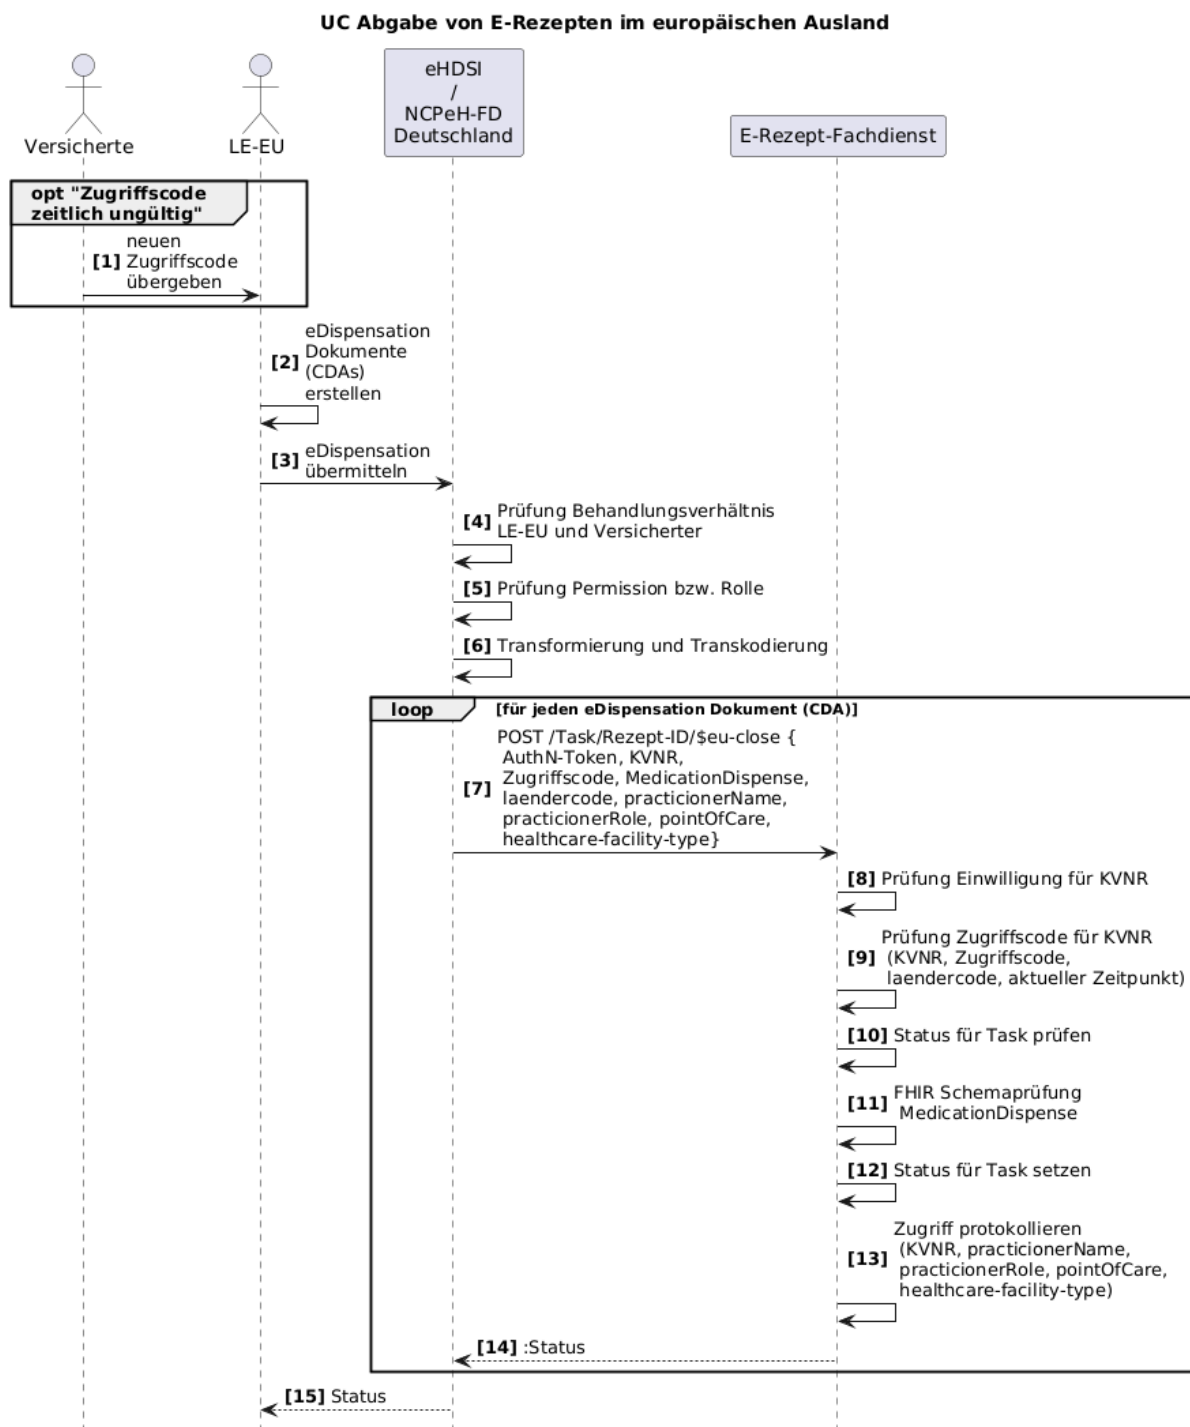 UC Abgabe von E-Rezepten im europäischen Ausland
eHDSI
/
NCPeH-FD
Deutschland
Versicherte
LE-EU
E-Rezept-Fachdienst
opt "Zugriffscode
zeitlich ungültig"
neuen
[1] Zugriffscode
übergeben
eDispensation
Dokumente
[2] (CDAs)
erstellen
[3] eDispensation
übermitteln
[4] Prüfung Behandlungsverhältnis
LE-EU und Versicherter
[5] Prüfung Permission bzw. Rolle
[6] Transformierung und Transkodierung
loop [für jeden eDispensation Dokument (CDA)]
POST /Task/Rezept-ID/$eu-close {
AuthN-Token, KVNR,
[7] Zugriffscode, MedicationDispense,
laendercode, practicionerName,
practicionerRole, pointOfCare,
healthcare-facility-type}
[8] Prüfung Einwilligung für KVNR
Prüfung Zugriffscode für KVNR
[9] (KVNR, Zugriffscode,
laendercode, aktueller Zeitpunkt)
[10] Status für Task prüfen
[11] FHIR Schemaprüfung
MedicationDispense
[12] Status für Task setzen
Zugriff protokollieren
[13] (KVNR, practicionerName,
practicionerRole, pointOfCare,
healthcare-facility-type)
[14] :Status
[15] Status